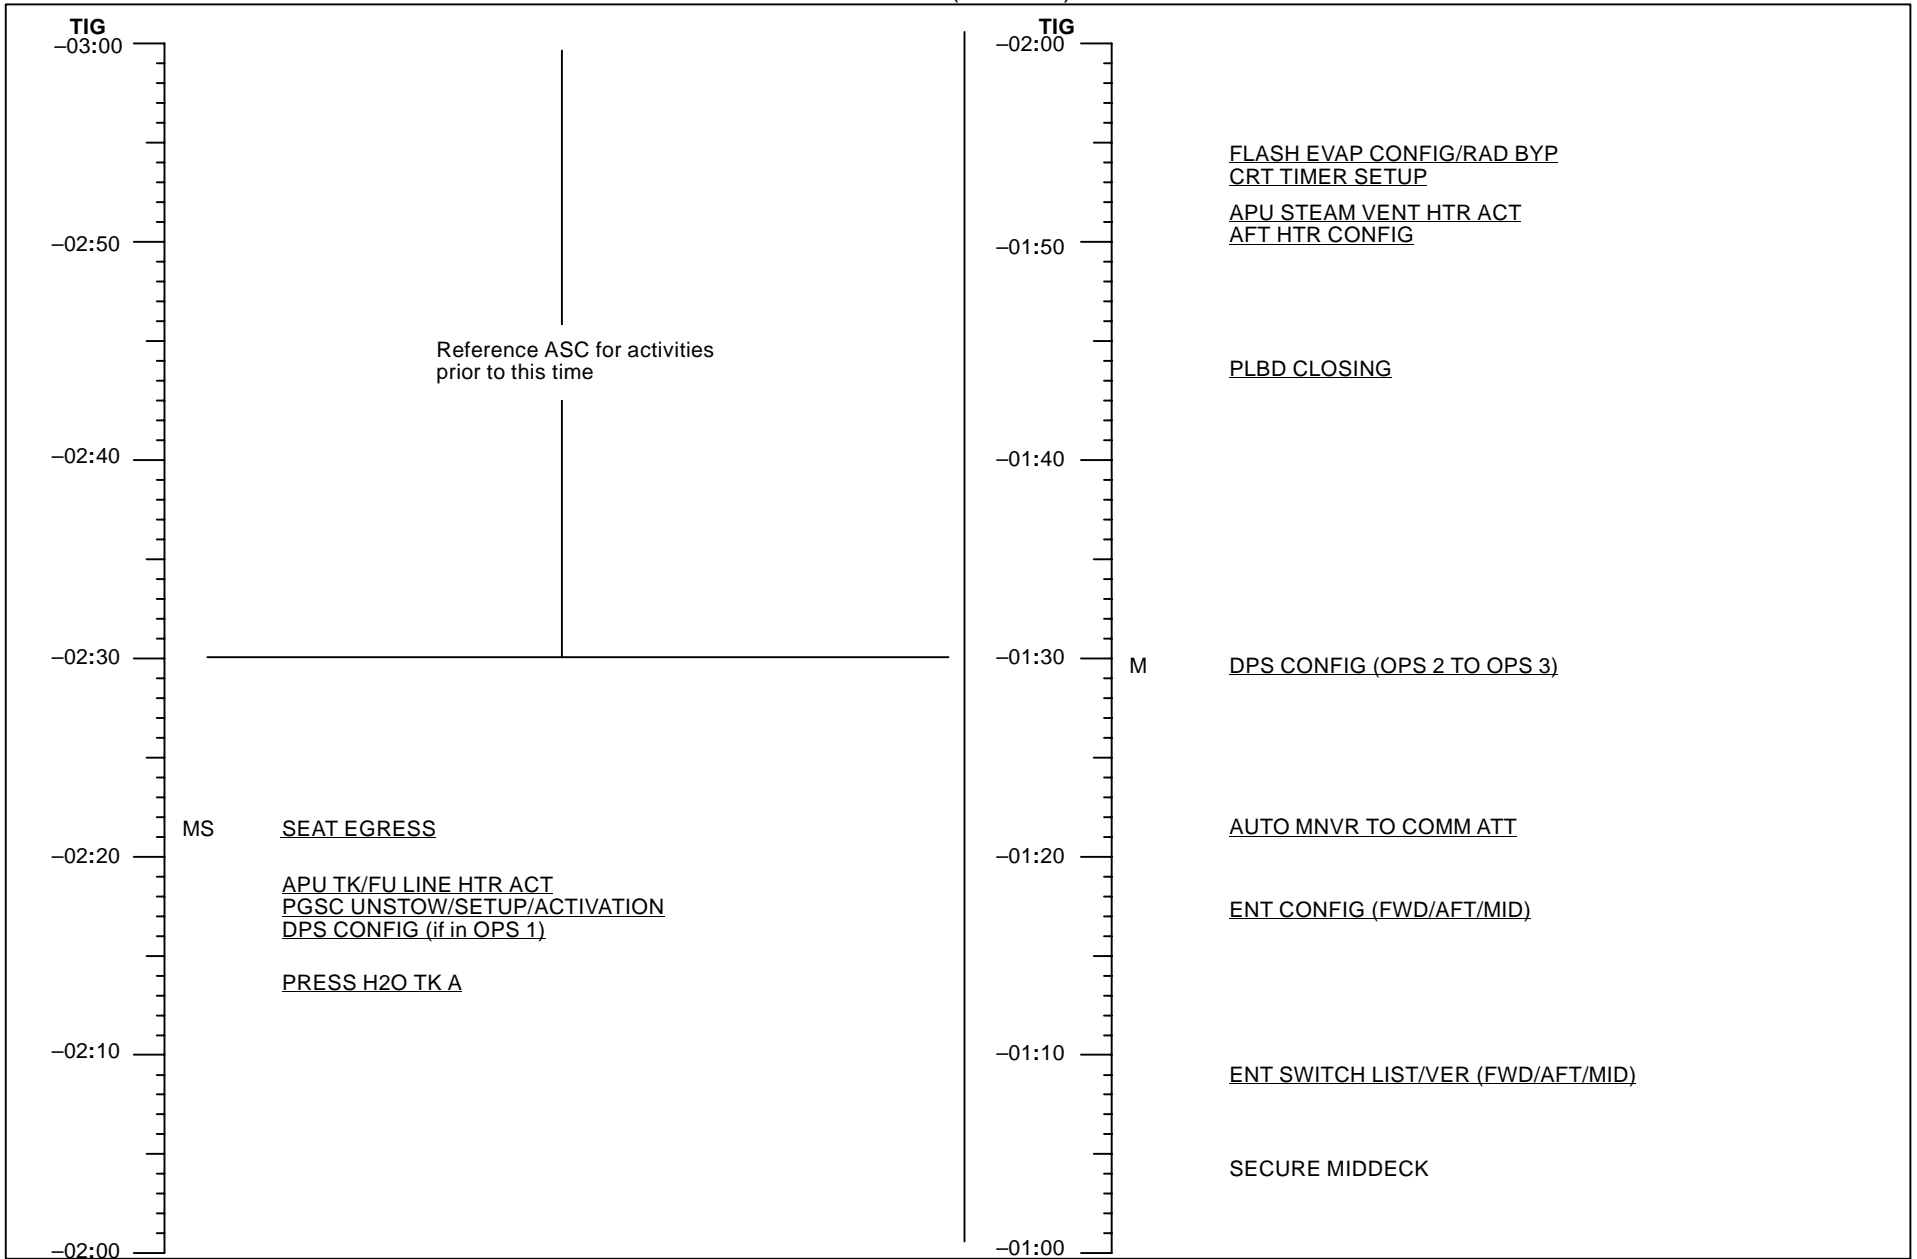 TIG
–03:00
–02:50
Reference ASC for activities
prior to this time
–02:40
–02:30
MS SEAT EGRESS
–02:20
APU TK/FU LINE HTR ACT
PGSC UNSTOW/SETUP/ACTIVATION
DPS CONFIG (if in OPS 1)
PRESS H2O TK A
–02:10
–02:00
TIG
–02:00
FLASH EVAP CONFIG/RAD BYP
CRT TIMER SETUP
APU STEAM VENT HTR ACT
AFT HTR CONFIG
–01:50
PLBD CLOSING
–01:40
–01:30 M DPS CONFIG (OPS 2 TO OPS 3)
AUTO MNVR TO COMM ATT
–01:20
ENT CONFIG (FWD/AFT/MID)
–01:10
ENT SWITCH LIST/VER (FWD/AFT/MID)
SECURE MIDDECK
–01:00